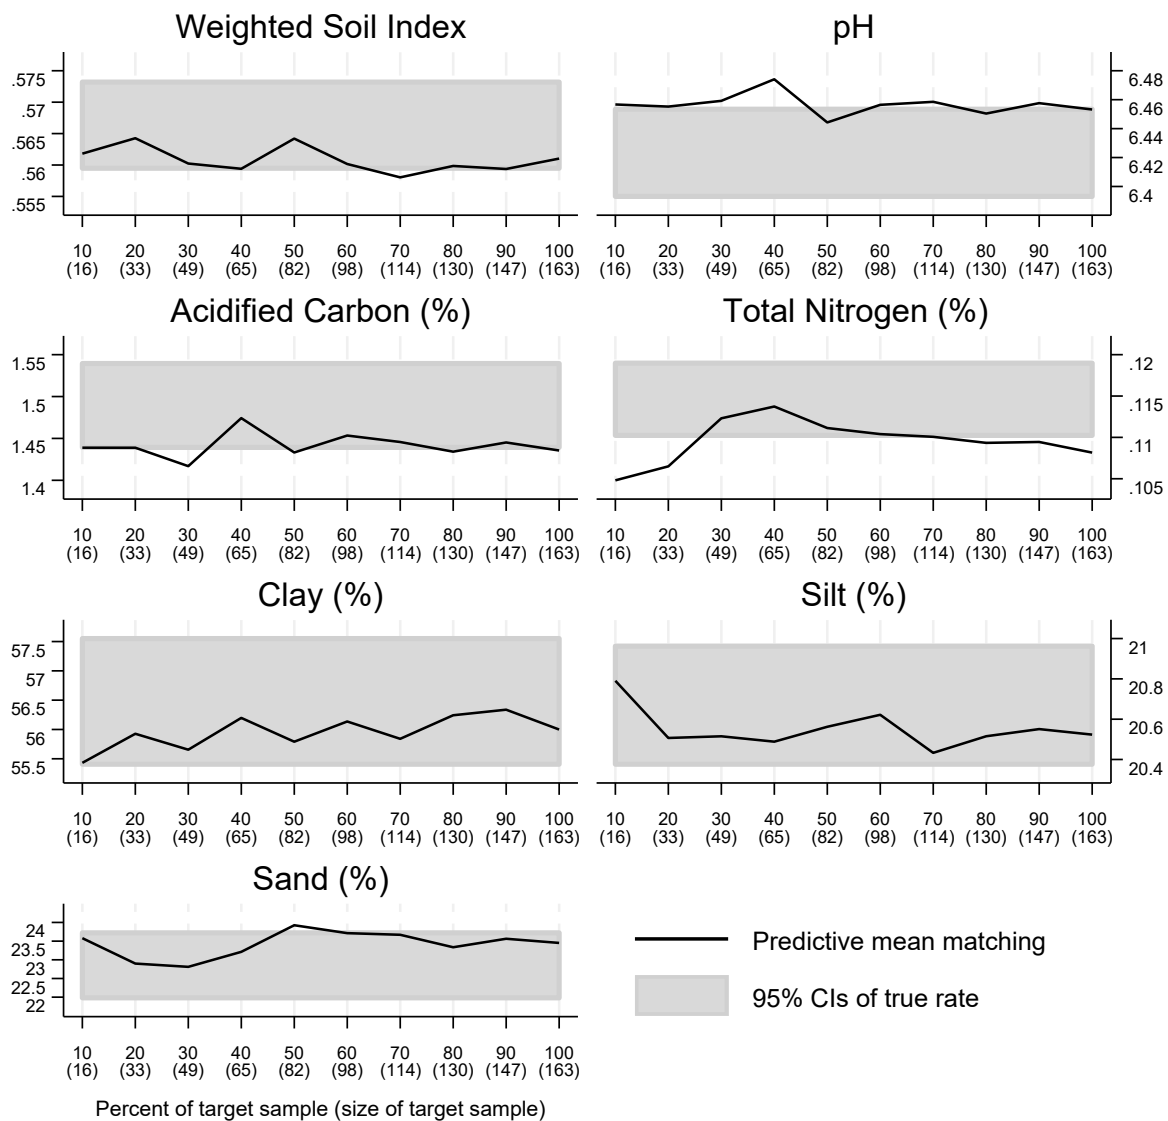 Weighted Soil Index
.575
.57
.565
.56
.555
10 20 30 40 50 60 70 80 90 100
(16) (33) (49) (65) (82) (98) (114) (130) (147) (163)
pH
6.48
6.46
6.44
6.42
6.4
10 20 30 40 50 60 70 80 90 100
(16) (33) (49) (65) (82) (98) (114) (130) (147) (163)
Acidified Carbon (%)
1.55
1.5
1.45
1.4
10 20 30 40 50 60 70 80 90 100
(16) (33) (49) (65) (82) (98) (114) (130) (147) (163)
Total Nitrogen (%)
.12
.115
.11
.105
10 20 30 40 50 60 70 80 90 100
(16) (33) (49) (65) (82) (98) (114) (130) (147) (163)
Clay (%)
57.5
57
56.5
56
55.5
10 20 30 40 50 60 70 80 90 100
(16) (33) (49) (65) (82) (98) (114) (130) (147) (163)
Silt (%)
21
20.8
20.6
20.4
10 20 30 40 50 60 70 80 90 100
(16) (33) (49) (65) (82) (98) (114) (130) (147) (163)
Sand (%)
24
23.5
23
22.5
22
10 20 30 40 50 60 70 80 90 100
(16) (33) (49) (65) (82) (98) (114) (130) (147) (163)
Percent of target sample (size of target sample)
Predictive mean matching
95% CIs of true rate